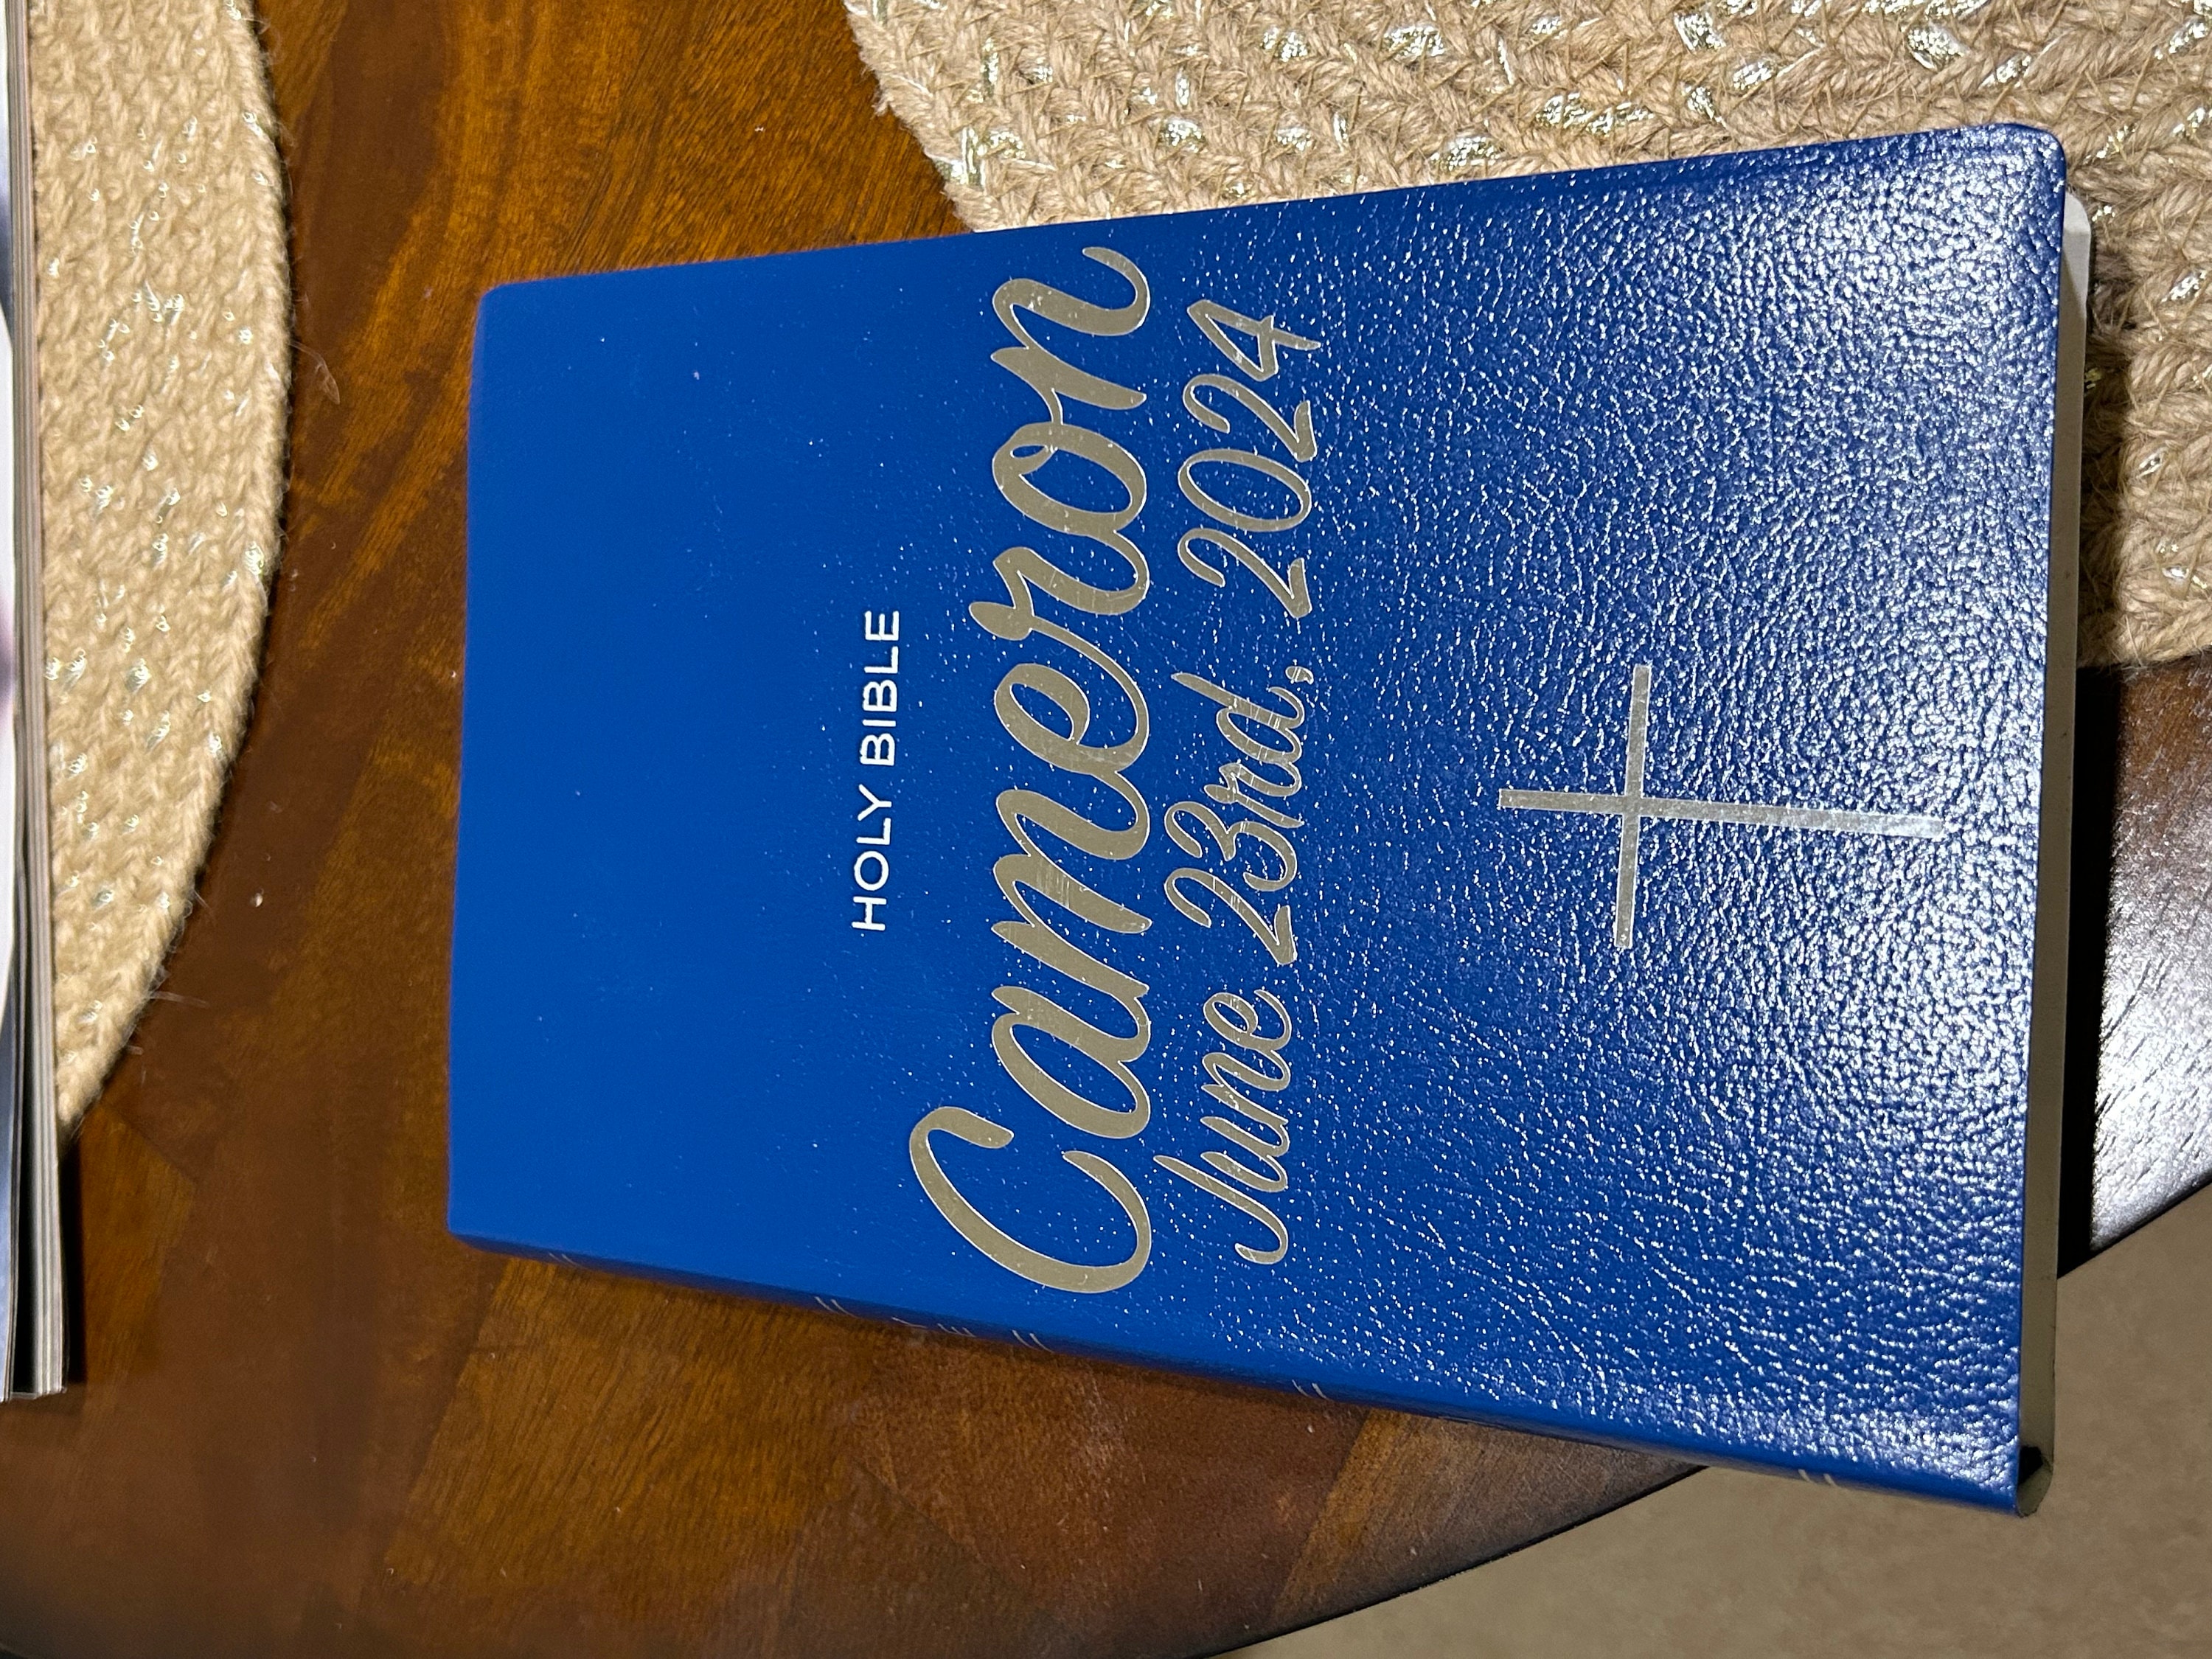 HOLY BIBLE
Cameron
June 23rd, 2024